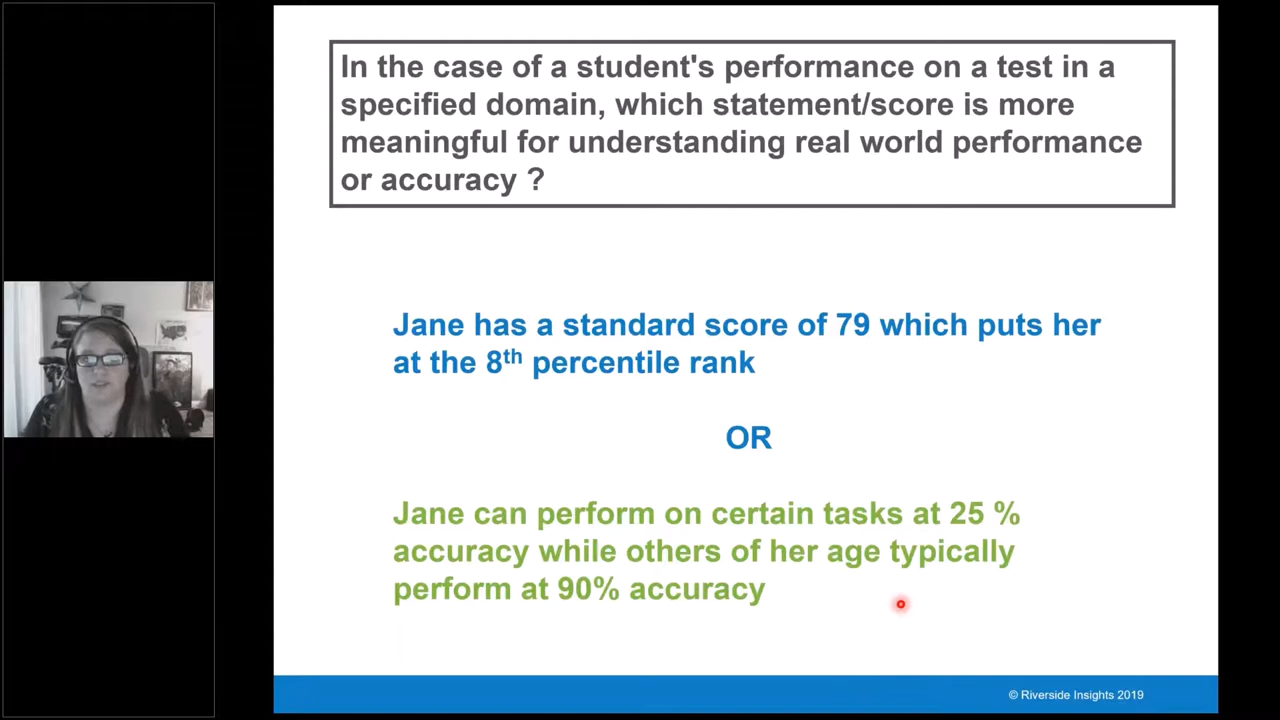 In the case of a student's performance on a test in a
specified domain, which statement/score is more
meaningful for understanding real world performance
or accuracy ?
Jane has a standard score of 79 which puts her
at the 8th percentile rank
OR
Jane can perform on certain tasks at 25 %
accuracy while others of her age typically
perform at 90% accuracy
© Riverside Insights 2019